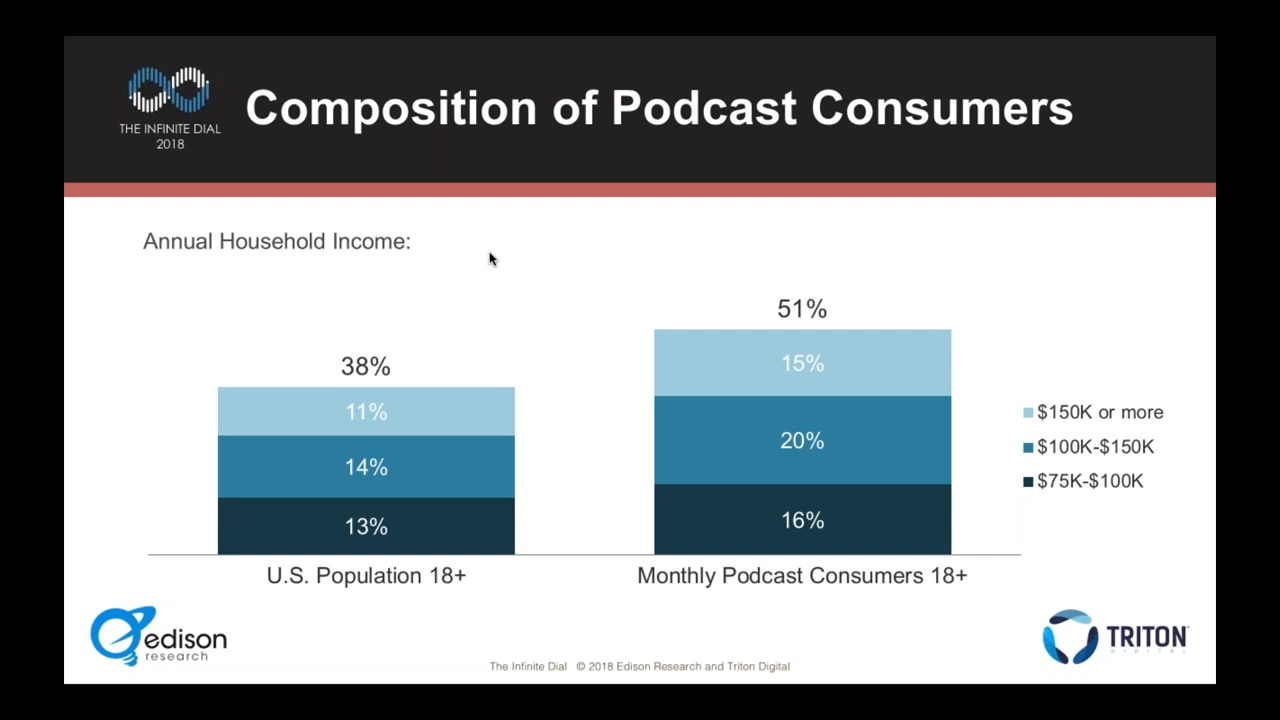 THE INFINITE DIAL
2018
Composition of Podcast Consumers
Annual Household Income:
38%
11%
14%
13%
U.S. Population 18+
51%
15%
20%
16%
Monthly Podcast Consumers 18+
$150K or more
$100K-$150K
$75K-$100K
edison
research
The Infinite Dial © 2018 Edison Research and Triton Digital
TRITON
DIGITAL